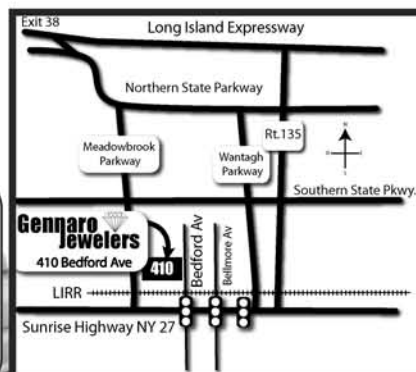 Exit 38
Long Island Expressway
Northern State Parkway
Rt.135
Meadowbrook
Parkway
Wantagh
Parkway
Southern State Pkwy.
Gennaro
Jewelers
410 Bedford Ave
410
Bedford Av
Bellmore Av
LIRR
Sunrise Highway NY 27